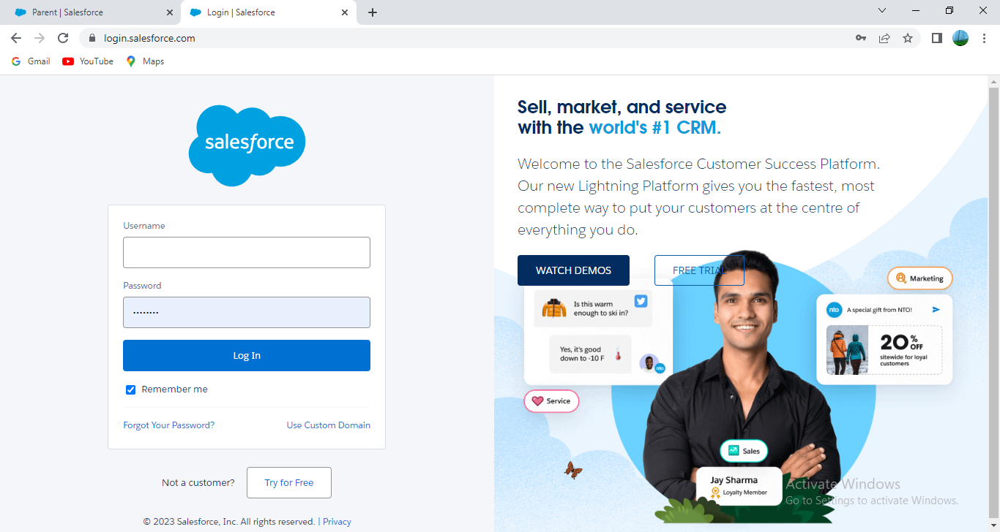 Parent | Salesforce
Login | Salesforce
login.salesforce.com
Gmail
YouTube
Maps
salesforce
Username
Password
Log In
Remember me
Forgot Your Password?
Use Custom Domain
Not a customer?
Try for Free
© 2023 Salesforce, Inc. All rights reserved. | Privacy
Sell, market, and service
with the world's #1 CRM.
Welcome to the Salesforce Customer Success Platform.
Our new Lightning Platform gives you the fastest, most
complete way to put your customers at the centre of
everything you do.
WATCH DEMOS
FREE TRIAL
Is this warm
enough to ski in?
Yes, it's good
down to -10 F
nto
Service
Marketing
nto
A special gift from NTO!
20% OFF
sitewide for loyal
customers
Sales
Jay Sharma
Loyalty Member
Activate Windows
Go to Settings to activate Windows.